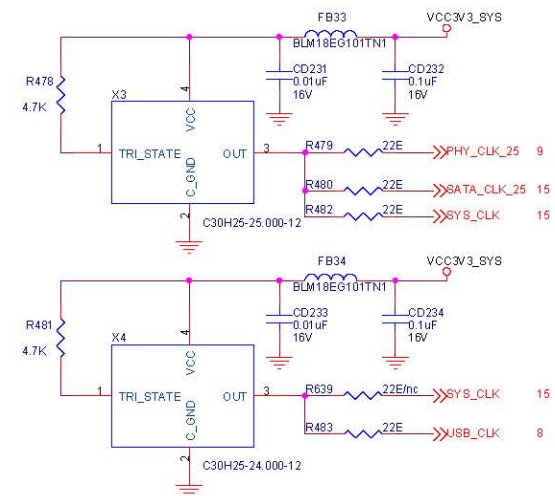 FB33 VCC3V3_SYS
BLM18EG101TN1
R478
4.7K
CD231
0.01uF
16V
CD232
0.1uF
16V
X3
4
VCC
1 TRI_STATE OUT 3
C_GND
2
C30H25-25.000-12
R479 22E PHY_CLK_25 9
R480 22E SATA_CLK_25 15
R482 22E SYS_CLK 15
FB34 VCC3V3_SYS
BLM18EG101TN1
R481
4.7K
CD233
0.01uF
16V
CD234
0.1uF
16V
X4
4
VCC
1 TRI_STATE OUT 3
C_GND
2
C30H25-24.000-12
R639 22E/nc SYS_CLK 15
R483 22E USB_CLK 8